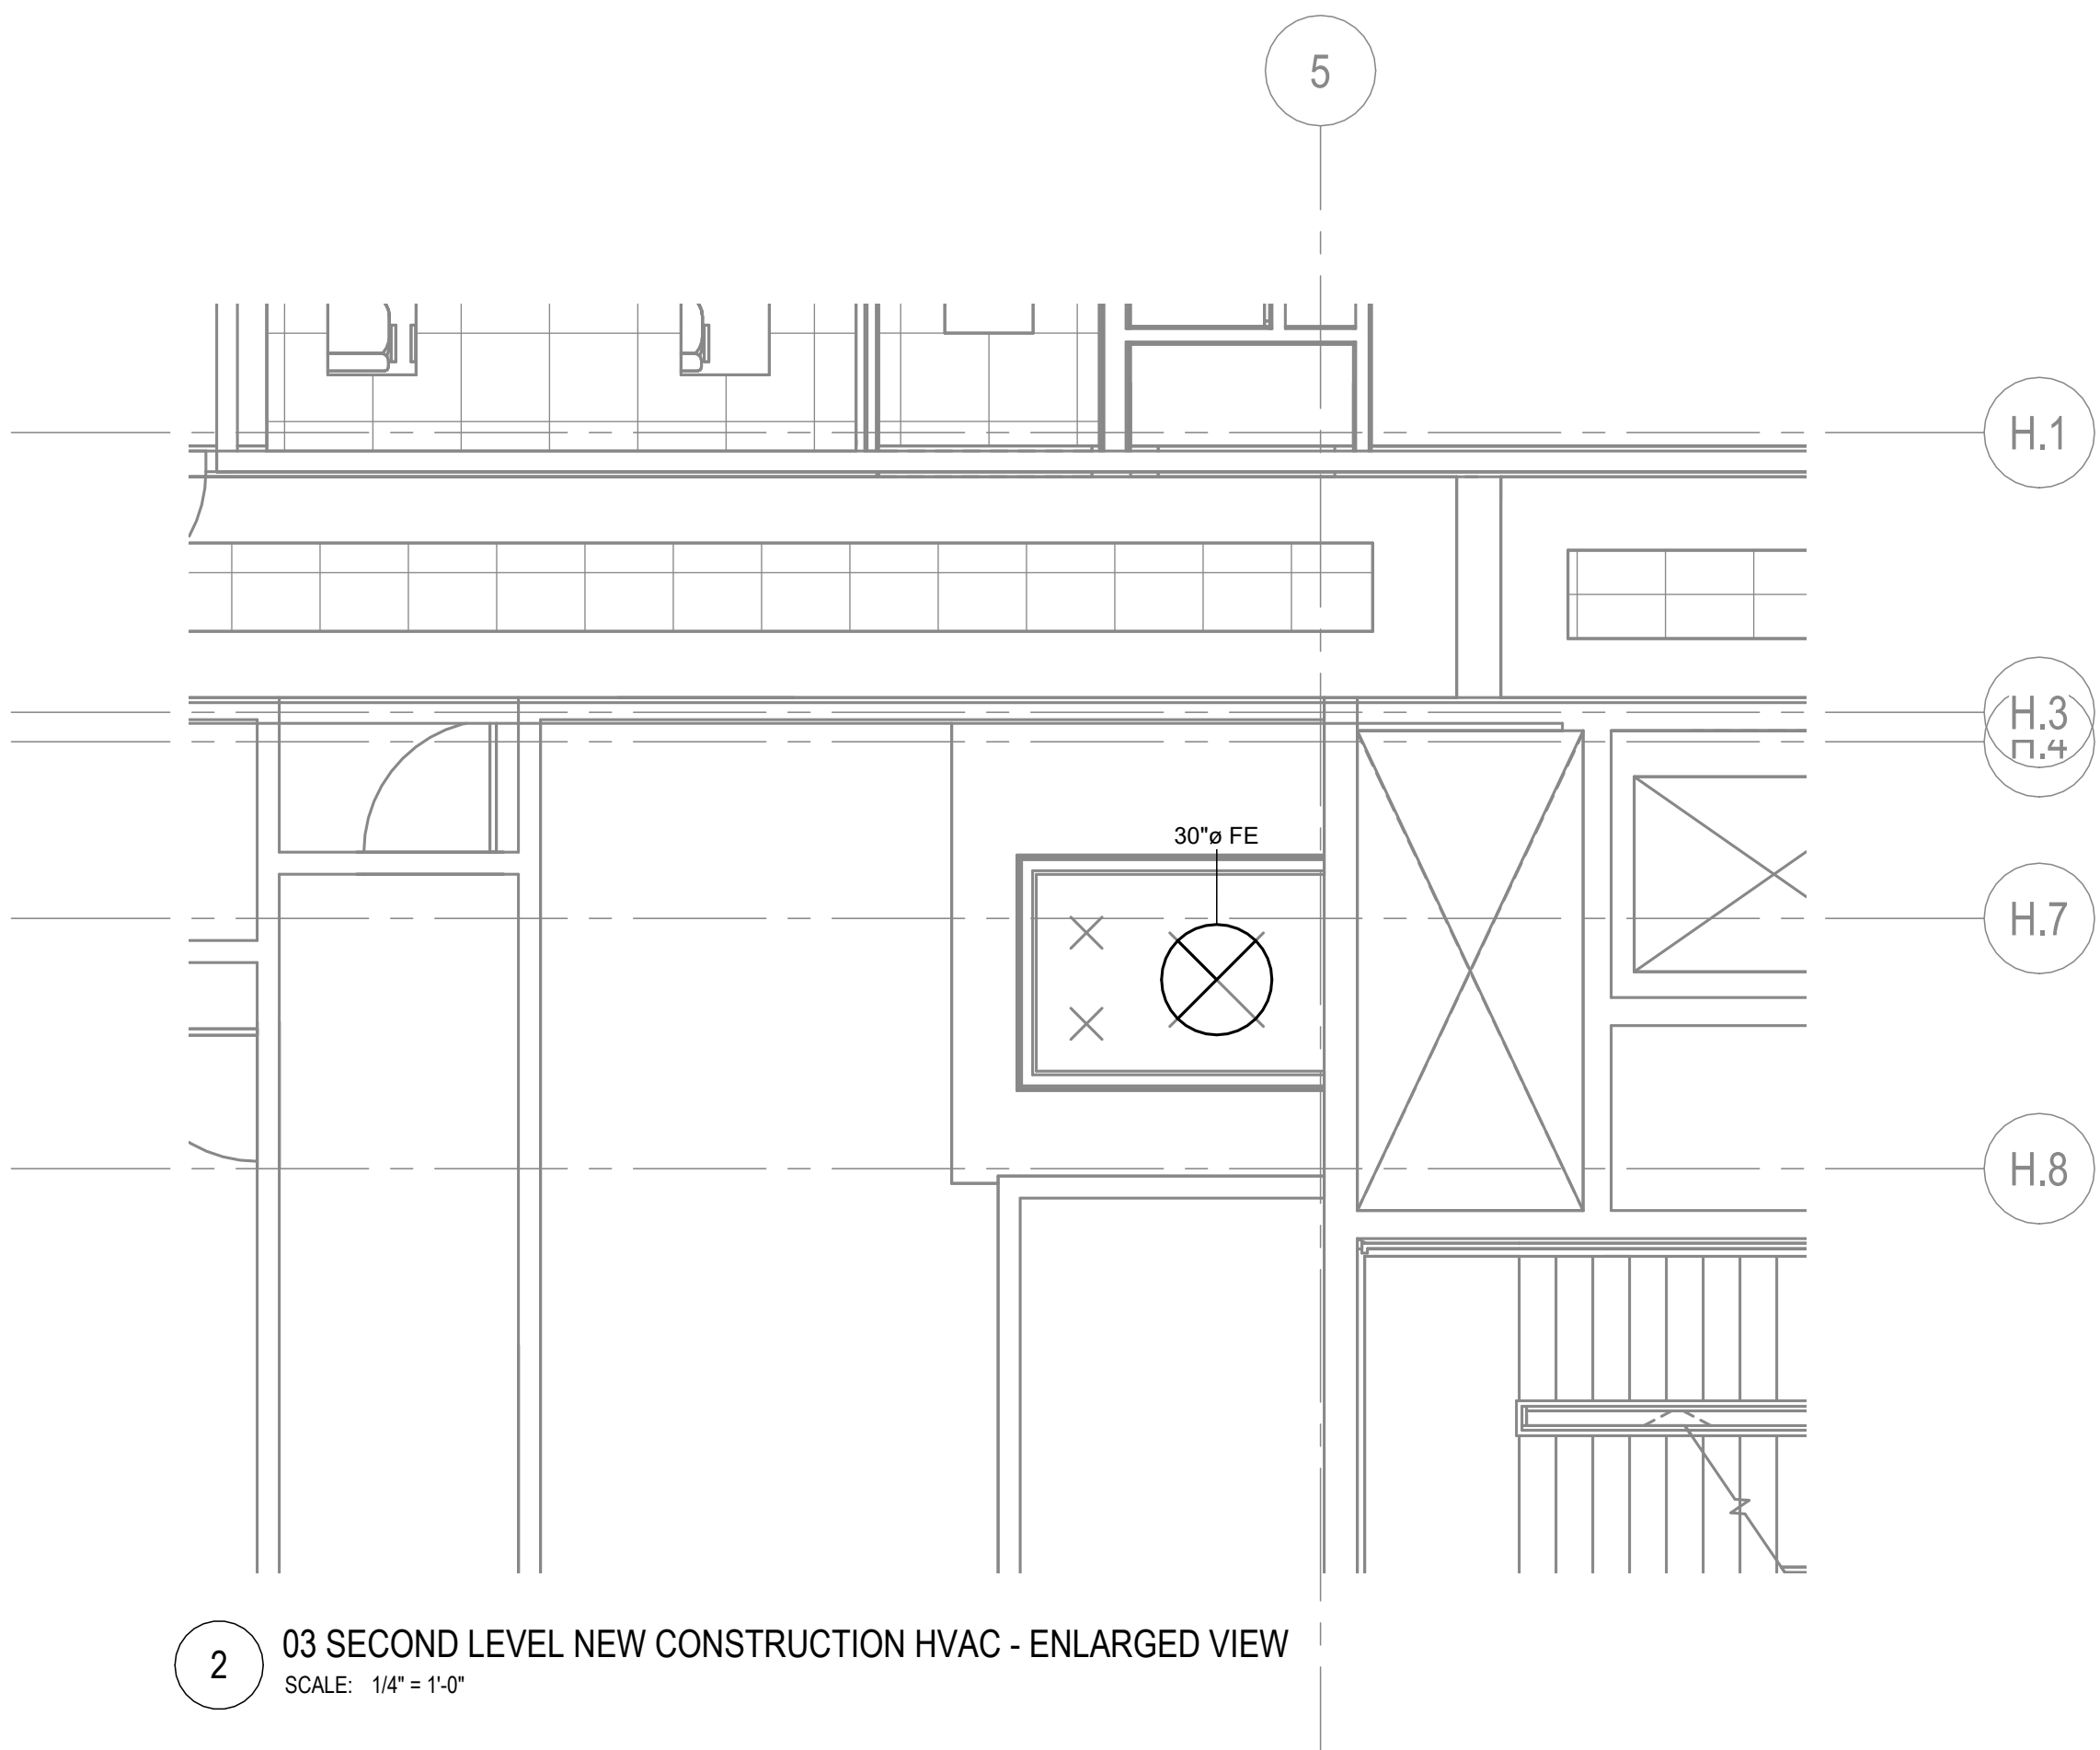 5
H.1
H.3
H.4
30"ø FE
H.7
H.8
2
03 SECOND LEVEL NEW CONSTRUCTION HVAC - ENLARGED VIEW
SCALE: 1/4" = 1'-0"